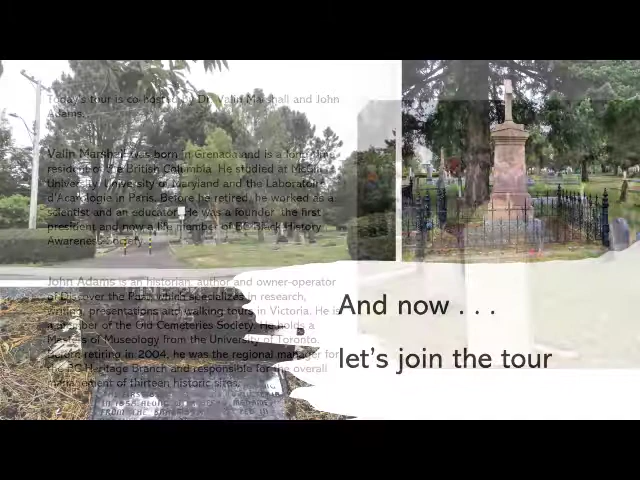 Today's tour is co-hosted by Dr. Valin Marshall and John
Adams.
Valin Marshall was born in Grenada and is a long-time
resident of the British Columbia. He studied at McGill
University, University of Maryland and the Laboratoire
d'Aracologie in Paris. Before he retired, he worked as a
scientist and an educator. He was a founder, the first
president and now a life member of BC Black History
Awareness Society.
John Adams is an historian, author and owner-operator
of Discover the Past, which specializes in research,
writing, presentations and walking tours in Victoria. He is
a member of the Old Cemeteries Society. He holds a
Masters of Museology from the University of Toronto.
Before retiring in 2004, he was the regional manager for
the BC Heritage Branch and responsible for the overall
management of thirteen historic sites.
And now . . .
let's join the tour